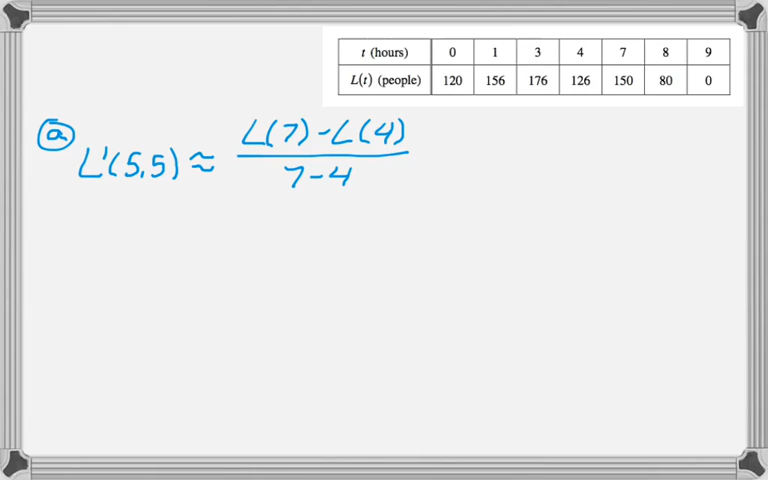 t (hours) 0 1 3 4 7 8 9
L(t) (people) 120 156 176 126 150 80 0
ⓐ L'(5.5) ≈ L(7) - L(4)
7 - 4